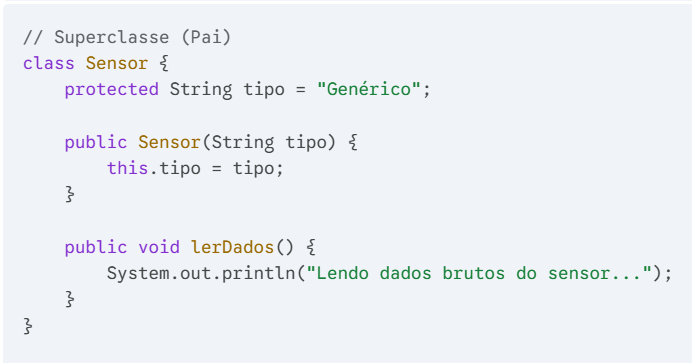 // Superclasse (Pai)
class Sensor {
    protected String tipo = "Genérico";
    public Sensor(String tipo) {
        this.tipo = tipo;
    }
    public void lerDados() {
        System.out.println("Lendo dados brutos do sensor...");
    }
}